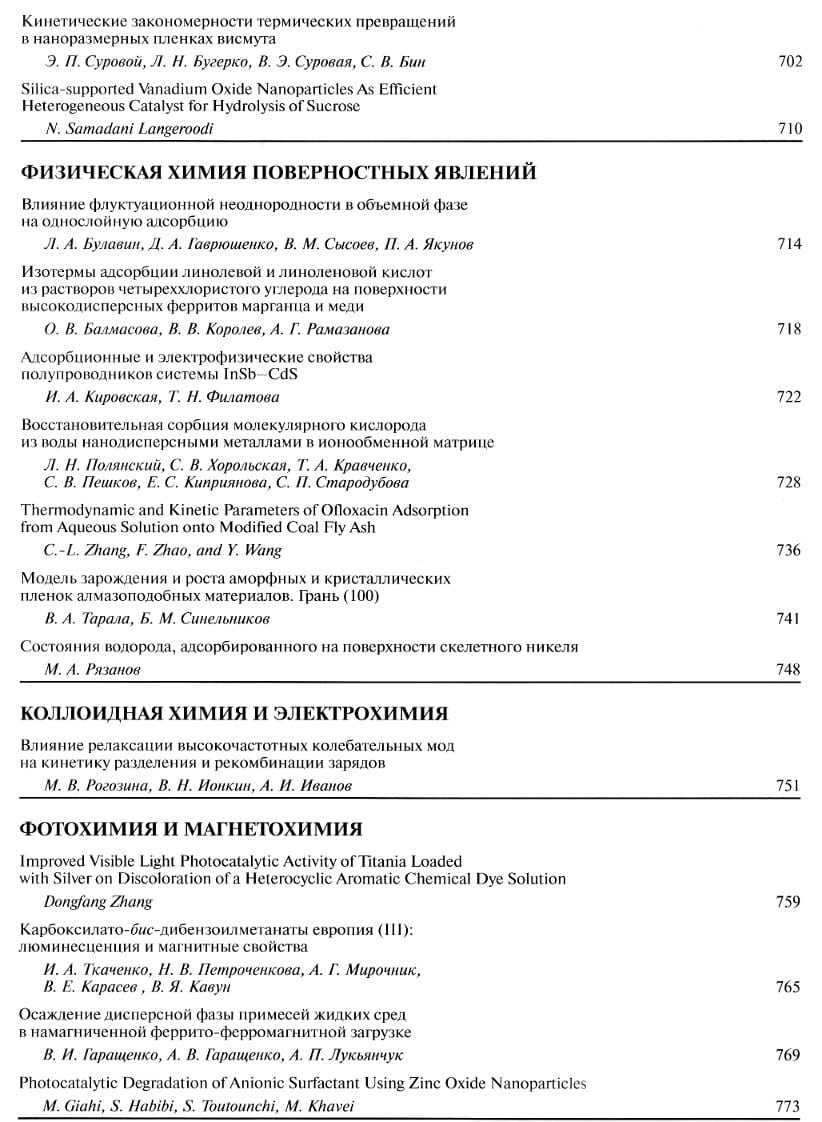 Кинетические закономерности термических превращений
в наноразмерных пленках висмута
Э. П. Суровой, Л. Н. Бугерко, В. Э. Суровая, С. В. Бин 702
Silica-supported Vanadium Oxide Nanoparticles As Efficient
Heterogeneous Catalyst for Hydrolysis of Sucrose
N. Samadani Langeroodi 710
ФИЗИЧЕСКАЯ ХИМИЯ ПОВЕРНОСТНЫХ ЯВЛЕНИЙ
Влияние флуктуационной неоднородности в объемной фазе
на однослойную адсорбцию
Л. А. Булавин, Д. А. Гаврюшенко, В. М. Сысоев, П. А. Якунов 714
Изотермы адсорбции линолевой и линоленовой кислот
из растворов четыреххлористого углерода на поверхности
высокодисперсных ферритов марганца и меди
О. В. Балмасова, В. В. Королев, А. Г. Рамазанова 718
Адсорбционные и электрофизические свойства
полупроводников системы InSb–CdS
И. А. Кировская, Т. Н. Филатова 722
Восстановительная сорбция молекулярного кислорода
из воды нанодисперсными металлами в ионообменной матрице
Л. Н. Полянский, С. В. Хорольская, Т. А. Кравченко,
С. В. Пешков, Е. С. Киприянова, С. П. Стародубова 728
Thermodynamic and Kinetic Parameters of Ofloxacin Adsorption
from Aqueous Solution onto Modified Coal Fly Ash
C.-L. Zhang, F. Zhao, and Y. Wang 736
Модель зарождения и роста аморфных и кристаллических
пленок алмазоподобных материалов. Грань (100)
В. А. Тарала, Б. М. Синельников 741
Состояния водорода, адсорбированного на поверхности скелетного никеля
М. А. Рязанов 748
КОЛЛОИДНАЯ ХИМИЯ И ЭЛЕКТРОХИМИЯ
Влияние релаксации высокочастотных колебательных мод
на кинетику разделения и рекомбинации зарядов
М. В. Рогозина, В. Н. Ионкин, А. И. Иванов 751
ФОТОХИМИЯ И МАГНЕТОХИМИЯ
Improved Visible Light Photocatalytic Activity of Titania Loaded
with Silver on Discoloration of a Heterocyclic Aromatic Chemical Dye Solution
Dongfang Zhang 759
Карбоксилато-бис-дибензоилметанаты европия (III):
люминесценция и магнитные свойства
И. А. Ткаченко, Н. В. Петроченкова, А. Г. Мирочник,
В. Е. Карасев , В. Я. Кавун 765
Осаждение дисперсной фазы примесей жидких сред
в намагниченной феррито-ферромагнитной загрузке
В. И. Гаращенко, А. В. Гаращенко, А. П. Лукьянчук 769
Photocatalytic Degradation of Anionic Surfactant Using Zinc Oxide Nanoparticles
M. Giahi, S. Habibi, S. Toutounchi, M. Khavei 773